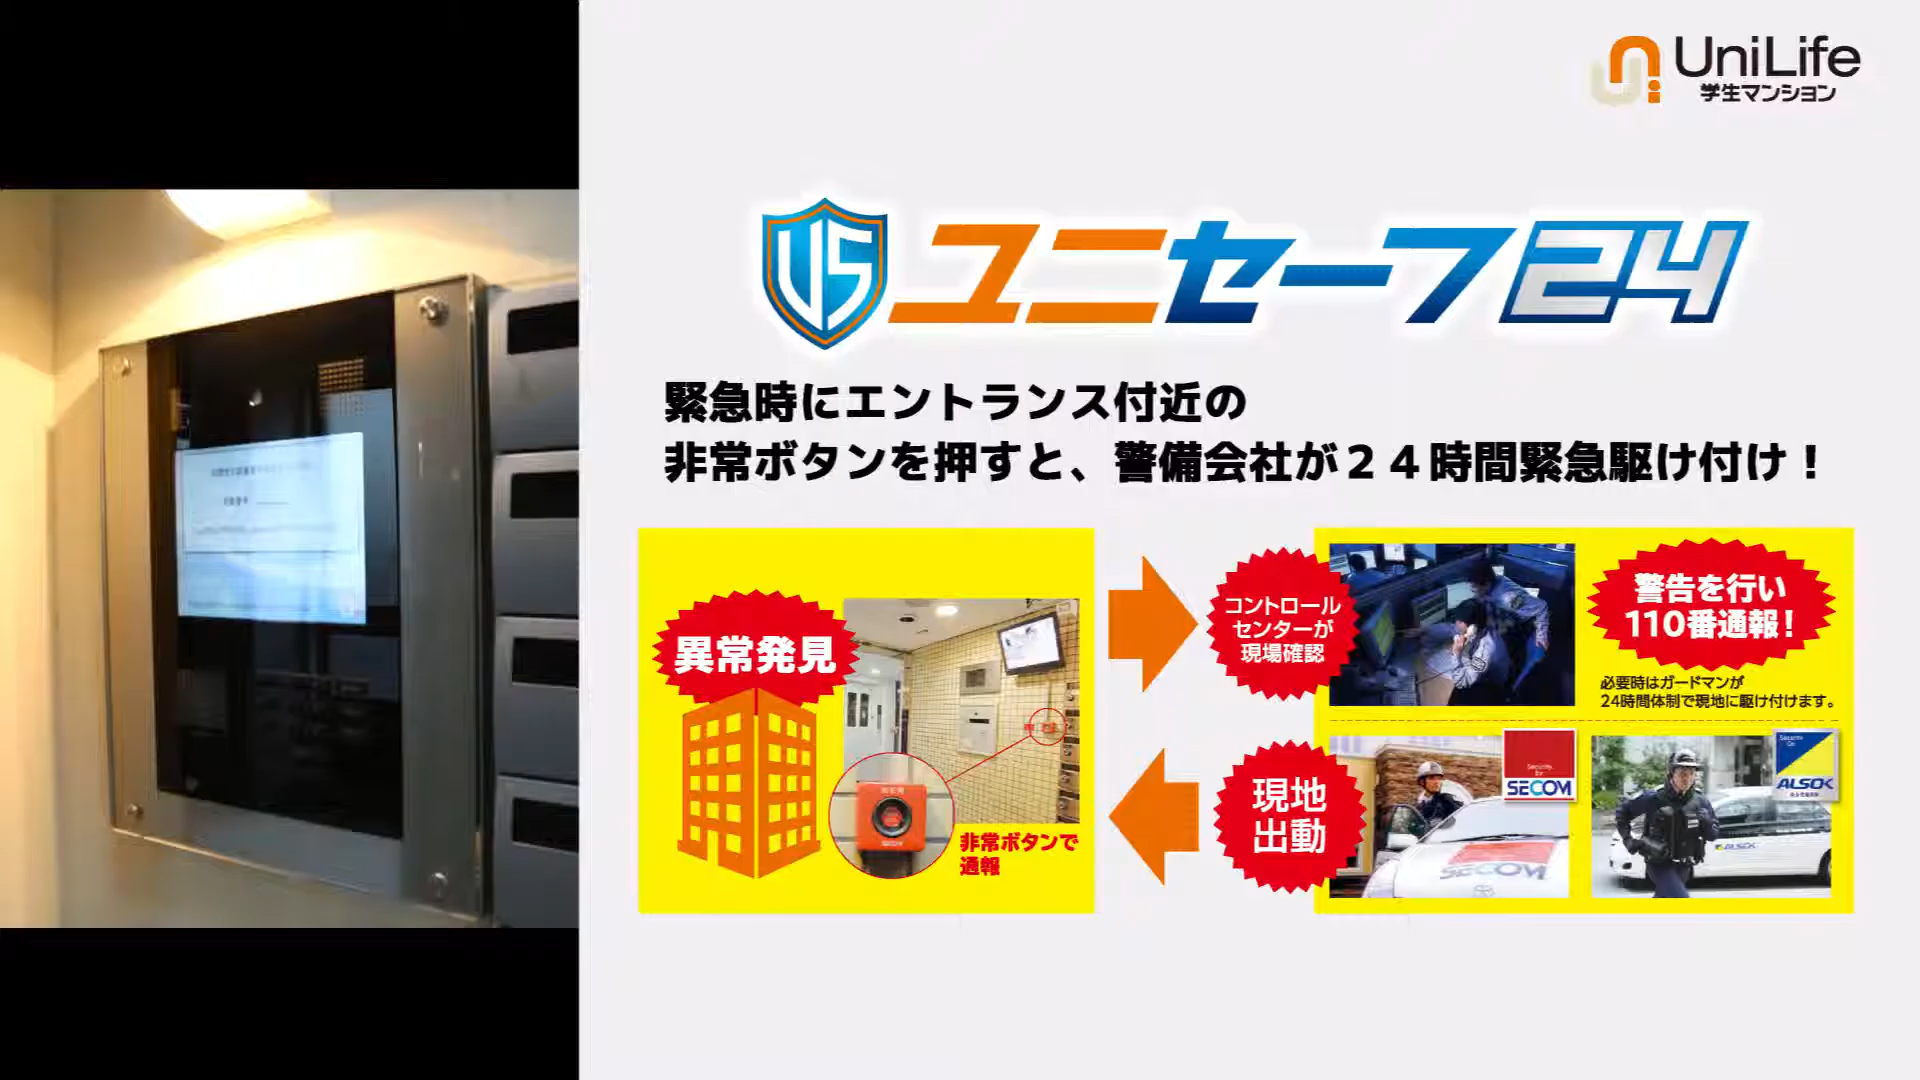 UniLife
学生マンション
US
ユニセーフ24
緊急時にエントランス付近の
非常ボタンを押すと、警備会社が24時間緊急駆け付け！
異常発見
非常ボタンで
通報
コントロール
センターが
現場確認
警告を行い
110番通報！
必要時はガードマンが
24時間体制で現地に駆け付けます。
現地
出動
Security
by
SECOM
SECOM
Security
On
ALSOK
ALSOK